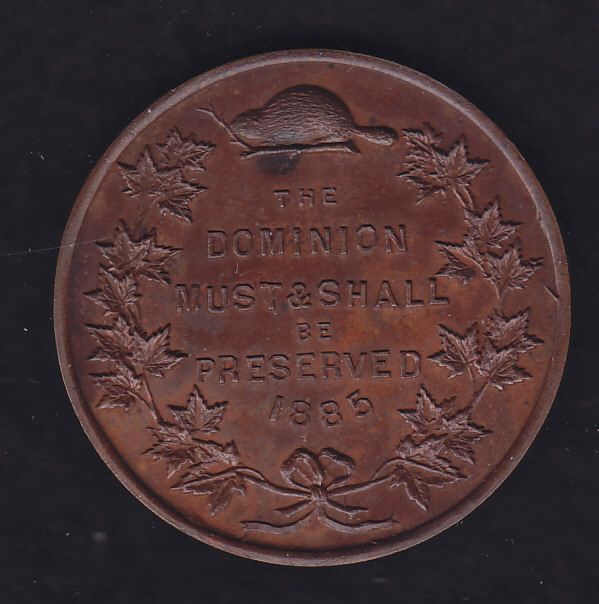 THE
DOMINION
MUST&SHALL
BE
PRESERVED
1885